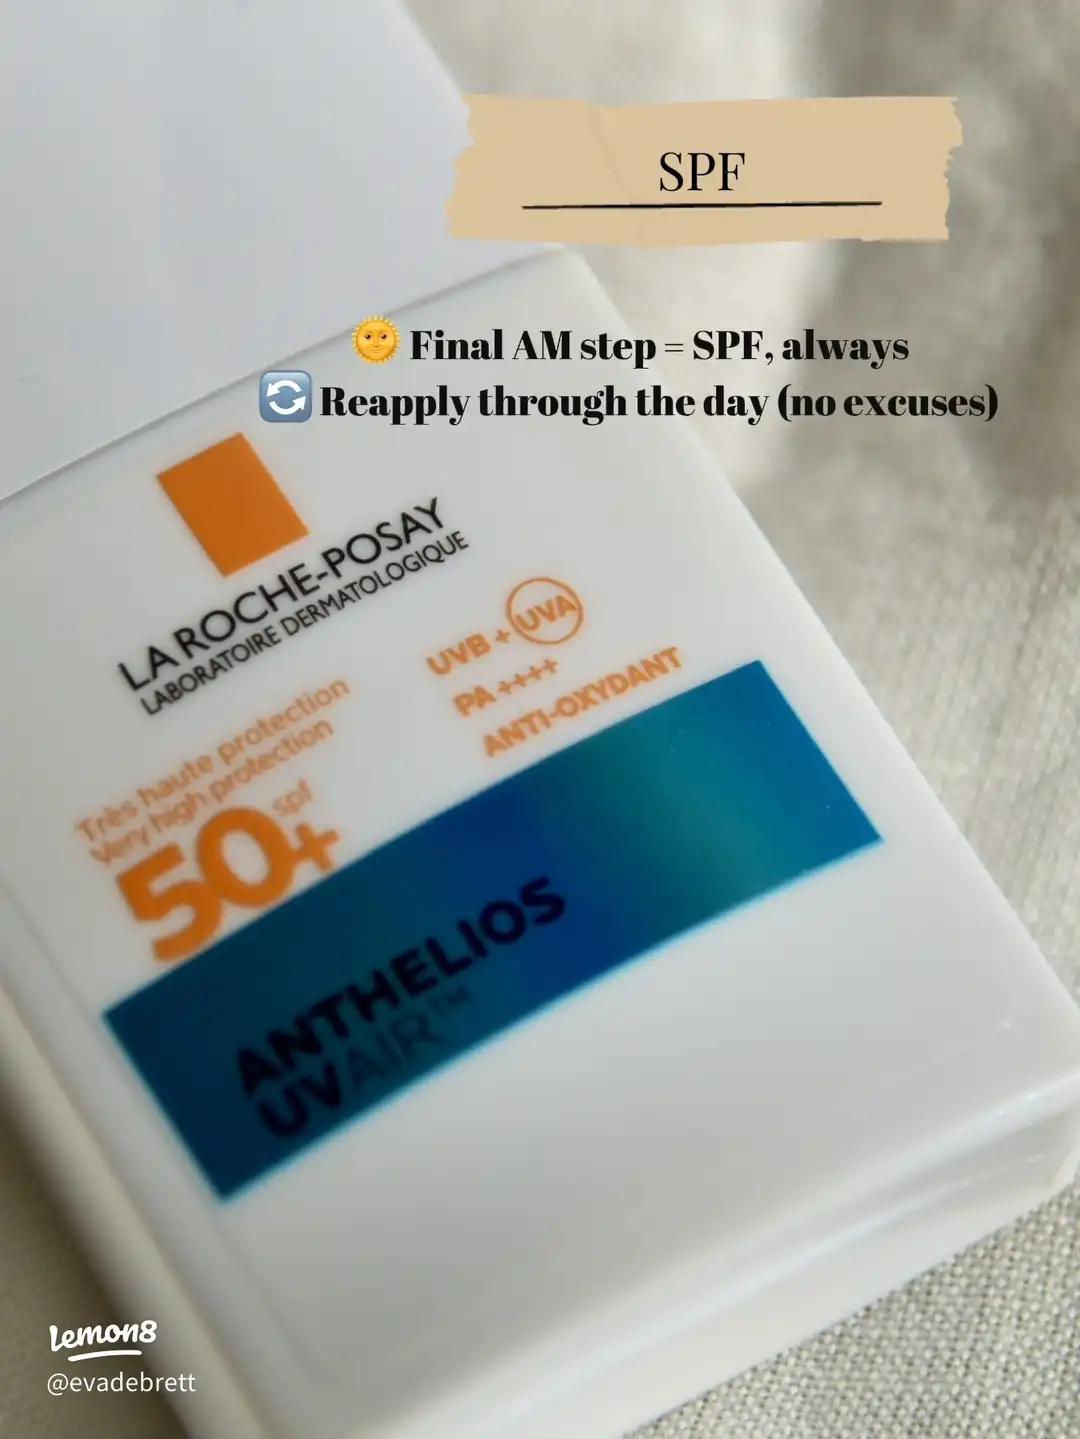 SPF
🌞 Final AM step = SPF, always
🔄 Reapply through the day (no excuses)
LA ROCHE-POSAY
LABORATOIRE DERMATOLOGIQUE
UVB + UVA
PA ++++
ANTI-OXYDANT
Très haute protection
Very high protection
50+ spf
ANTHELIOS
UVAIR™
lemon8
@evadebrett